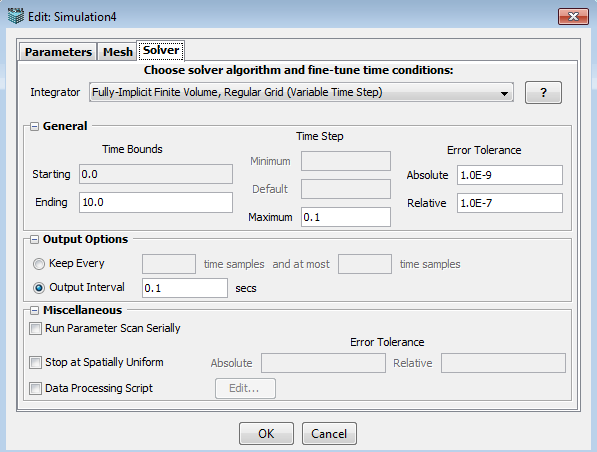 Edit: Simulation4
Parameters Mesh Solver
Choose solver algorithm and fine-tune time conditions:
Integrator Fully-Implicit Finite Volume, Regular Grid (Variable Time Step) ?
General
Time Bounds Time Step Error Tolerance
Minimum
Starting 0.0 Absolute 1.0E-9
Default
Ending 10.0 Relative 1.0E-7
Maximum 0.1
Output Options
Keep Every time samples and at most time samples
Output Interval 0.1 secs
Miscellaneous
Run Parameter Scan Serially
Error Tolerance
Stop at Spatially Uniform Absolute Relative
Data Processing Script Edit...
OK Cancel